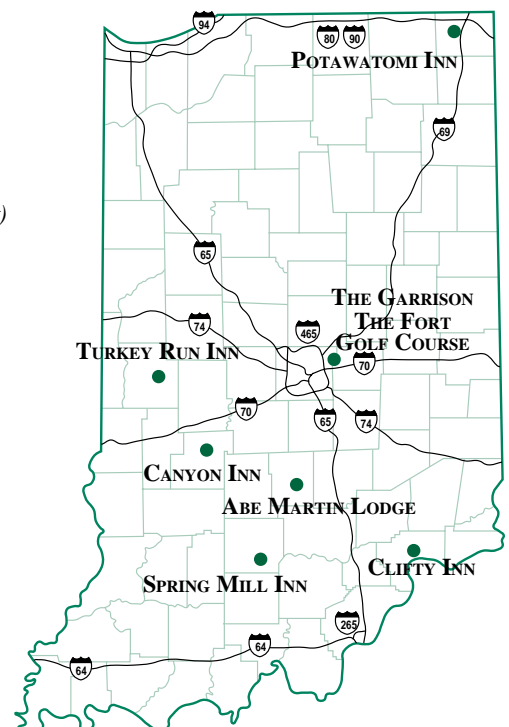 94
80 90
POTAWATOMI INN
69
)
65
THE GARRISON
THE FORT
GOLF COURSE
74
465
TURKEY RUN INN
70
70
65
74
CANYON INN
ABE MARTIN LODGE
CLIFTY INN
SPRING MILL INN
265
64
64